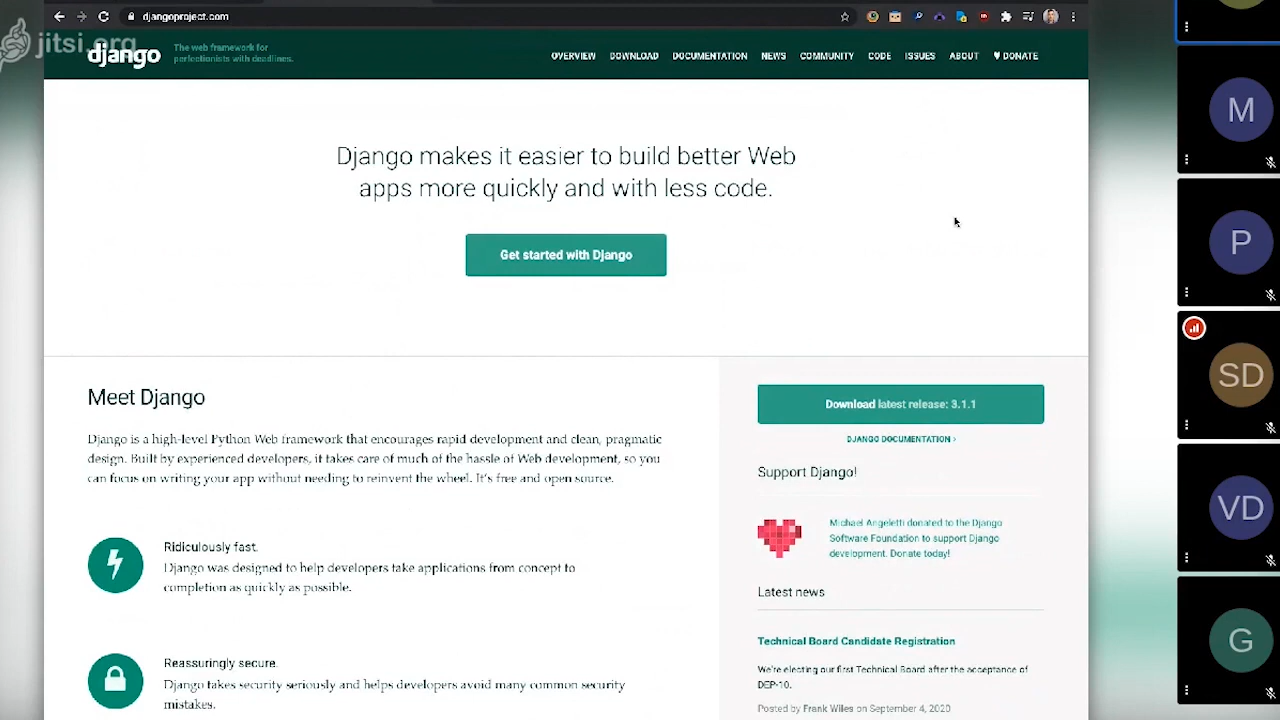 djangoproject.com
jitsi.org
django
The web framework for
perfectionists with deadlines.
OVERVIEW DOWNLOAD DOCUMENTATION NEWS COMMUNITY CODE ISSUES ABOUT ♥ DONATE
Django makes it easier to build better Web
apps more quickly and with less code.
Get started with Django
Meet Django
Django is a high-level Python Web framework that encourages rapid development and clean, pragmatic
design. Built by experienced developers, it takes care of much of the hassle of Web development, so you
can focus on writing your app without needing to reinvent the wheel. It's free and open source.
Ridiculously fast.
Django was designed to help developers take applications from concept to
completion as quickly as possible.
Reassuringly secure.
Django takes security seriously and helps developers avoid many common security
mistakes.
Download latest release: 3.1.1
DJANGO DOCUMENTATION ›
Support Django!
Michael Angeletti donated to the Django
Software Foundation to support Django
development. Donate today!
Latest news
Technical Board Candidate Registration
We're electing our first Technical Board after the acceptance of
DEP-10.
Posted by Frank Wiles on September 4, 2020
M
P
SD
VD
G